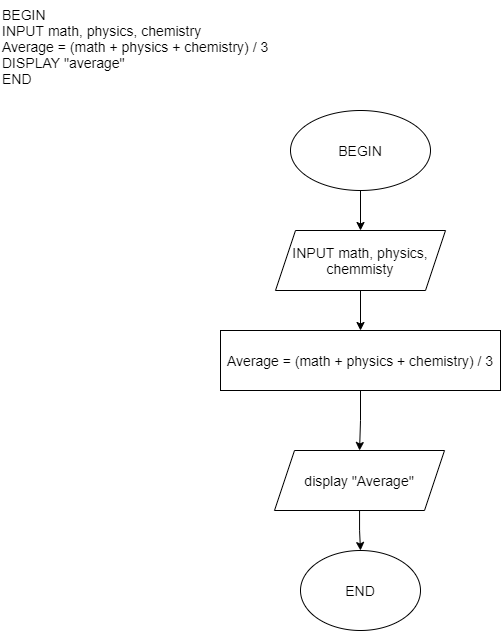 BEGIN
INPUT math, physics, chemistry
Average = (math + physics + chemistry) / 3
DISPLAY "average"
END
BEGIN
INPUT math, physics,
chemmisty
Average = (math + physics + chemistry) / 3
display "Average"
END